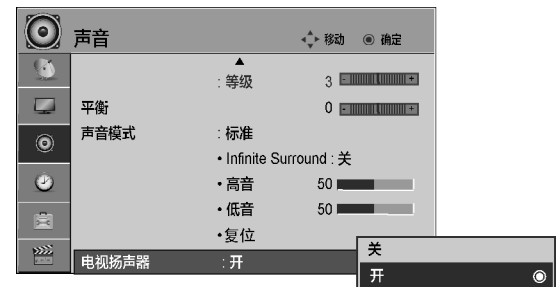 声音 移动 确定
: 等级 3 - +
平衡 0 - +
声音模式 : 标准
• Infinite Surround : 关
• 高音 50
• 低音 50
•复位
电视扬声器 : 开
关
开